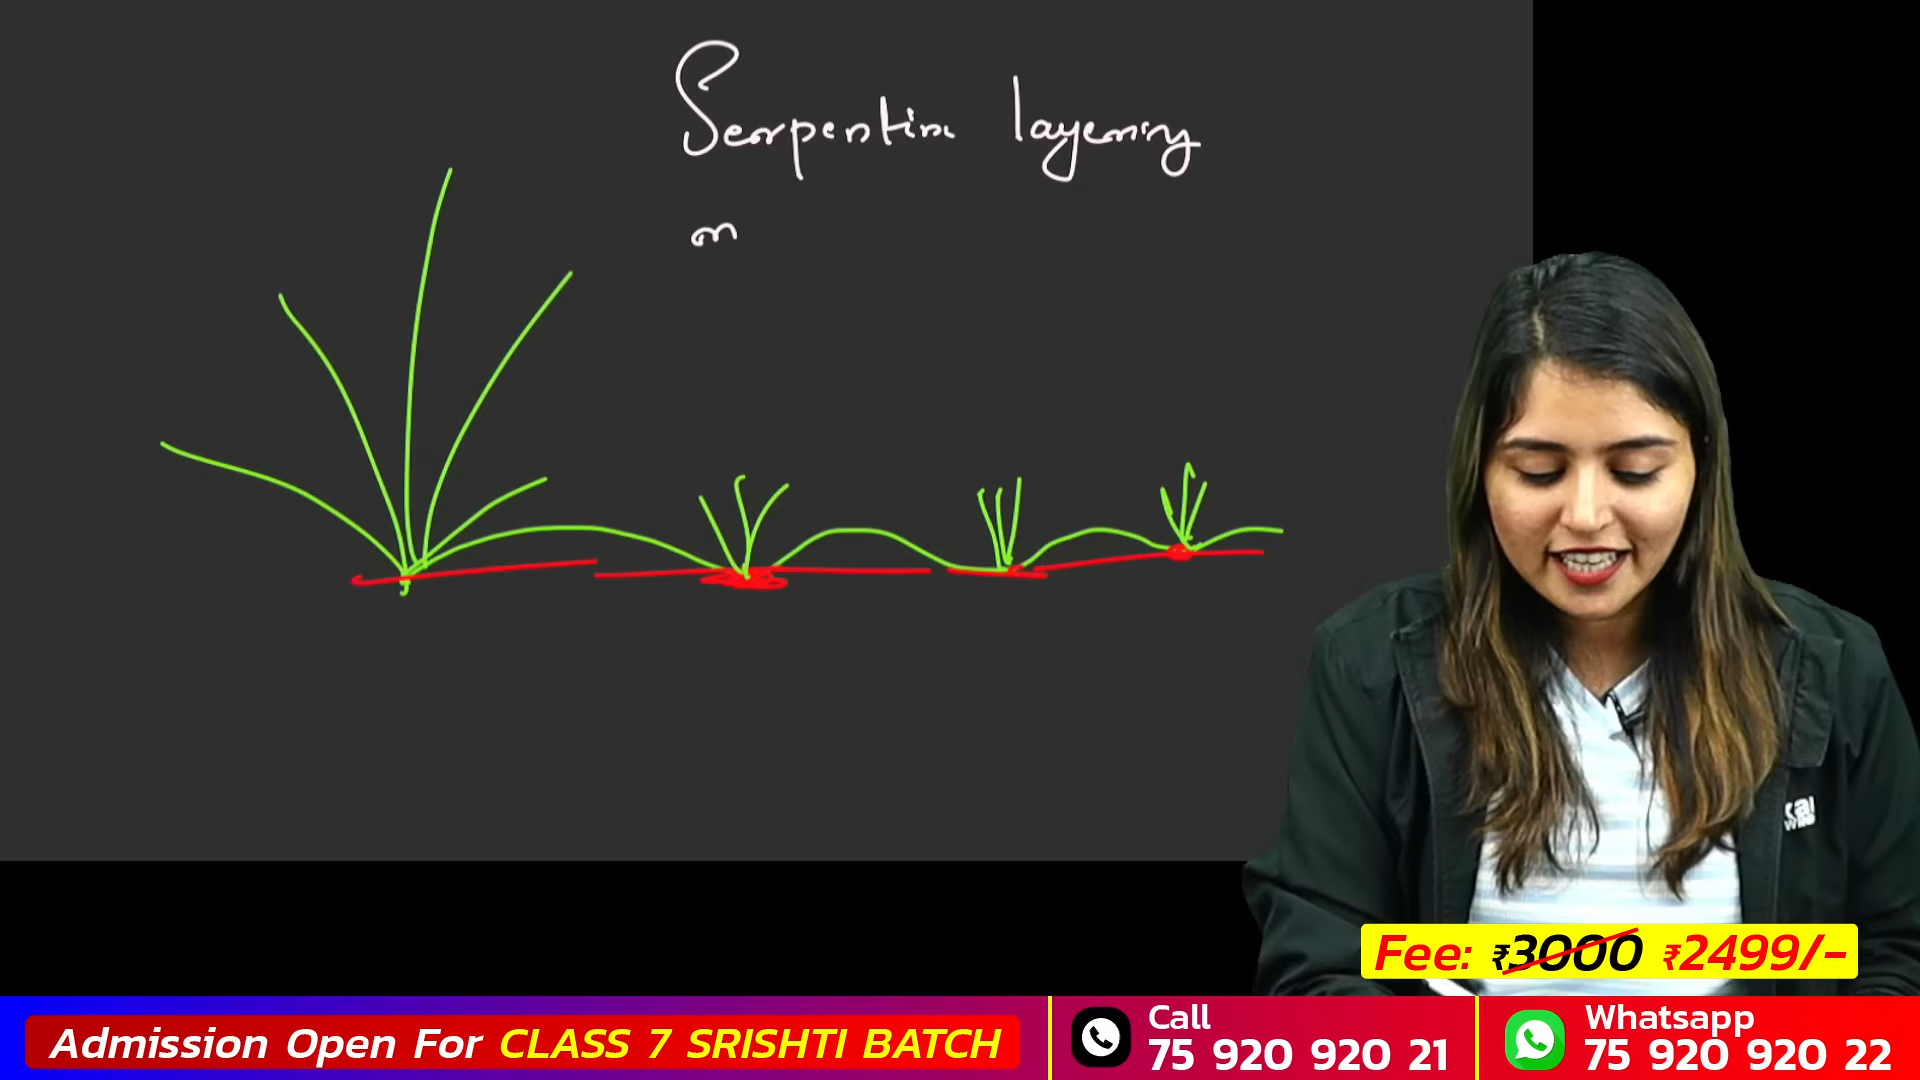 Serpentine layering
or
Fee: ₹3000 ₹2499/-
Admission Open For CLASS 7 SRISHTI BATCH
Call
75 920 920 21
Whatsapp
75 920 920 22